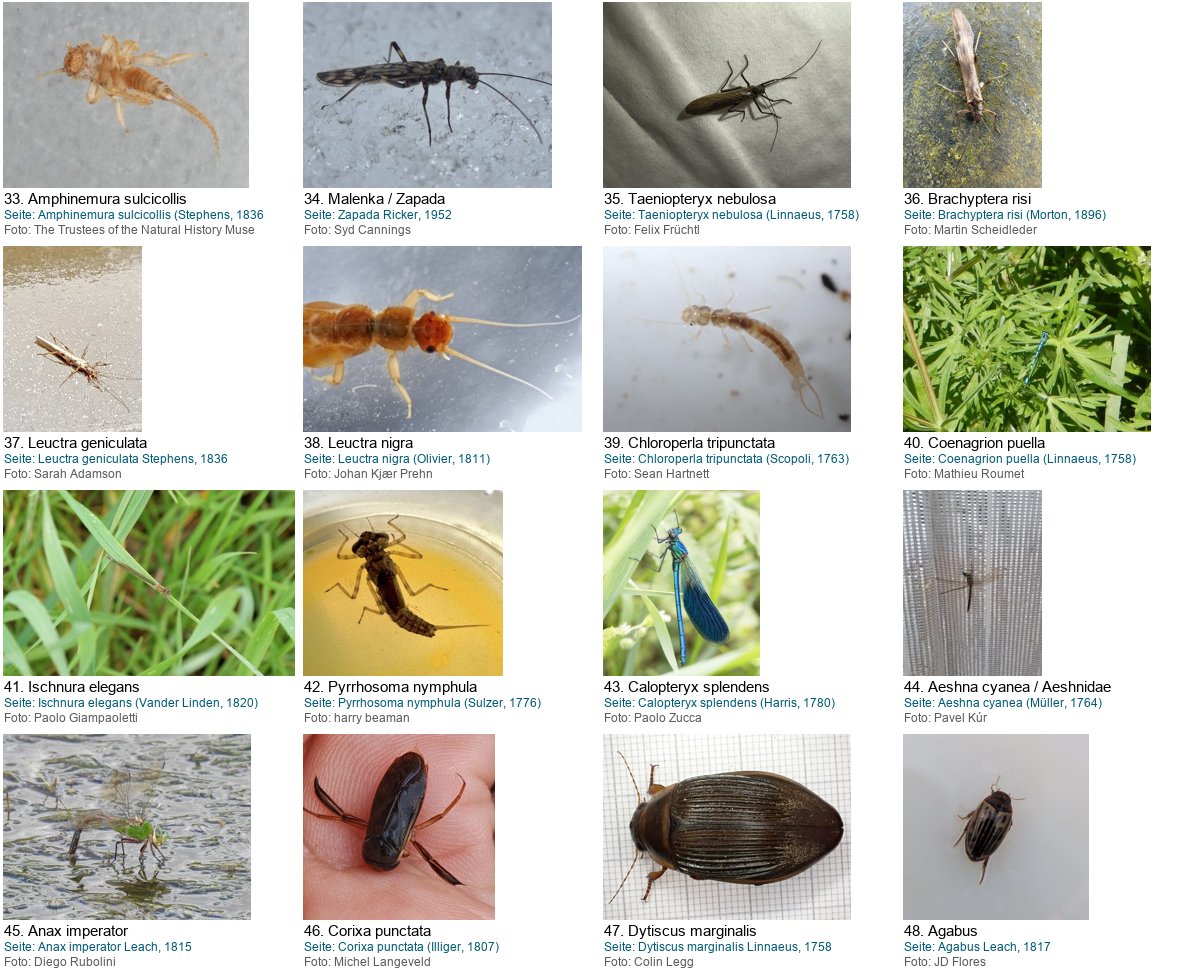 33. Amphinemura sulcicollis
Seite: Amphinemura sulcicollis (Stephens, 1836
Foto: The Trustees of the Natural History Muse
34. Malenka / Zapada
Seite: Zapada Ricker, 1952
Foto: Syd Cannings
35. Taeniopteryx nebulosa
Seite: Taeniopteryx nebulosa (Linnaeus, 1758)
Foto: Felix Früchtl
36. Brachyptera risi
Seite: Brachyptera risi (Morton, 1896)
Foto: Martin Scheidleder
37. Leuctra geniculata
Seite: Leuctra geniculata Stephens, 1836
Foto: Sarah Adamson
38. Leuctra nigra
Seite: Leuctra nigra (Olivier, 1811)
Foto: Johan Kjær Prehn
39. Chloroperla tripunctata
Seite: Chloroperla tripunctata (Scopoli, 1763)
Foto: Sean Hartnett
40. Coenagrion puella
Seite: Coenagrion puella (Linnaeus, 1758)
Foto: Mathieu Roumet
41. Ischnura elegans
Seite: Ischnura elegans (Vander Linden, 1820)
Foto: Paolo Giampaoletti
42. Pyrrhosoma nymphula
Seite: Pyrrhosoma nymphula (Sulzer, 1776)
Foto: harry beaman
43. Calopteryx splendens
Seite: Calopteryx splendens (Harris, 1780)
Foto: Paolo Zucca
44. Aeshna cyanea / Aeshnidae
Seite: Aeshna cyanea (Müller, 1764)
Foto: Pavel Kúr
45. Anax imperator
Seite: Anax imperator Leach, 1815
Foto: Diego Rubolini
46. Corixa punctata
Seite: Corixa punctata (Illiger, 1807)
Foto: Michel Langeveld
47. Dytiscus marginalis
Seite: Dytiscus marginalis Linnaeus, 1758
Foto: Colin Legg
48. Agabus
Seite: Agabus Leach, 1817
Foto: JD Flores